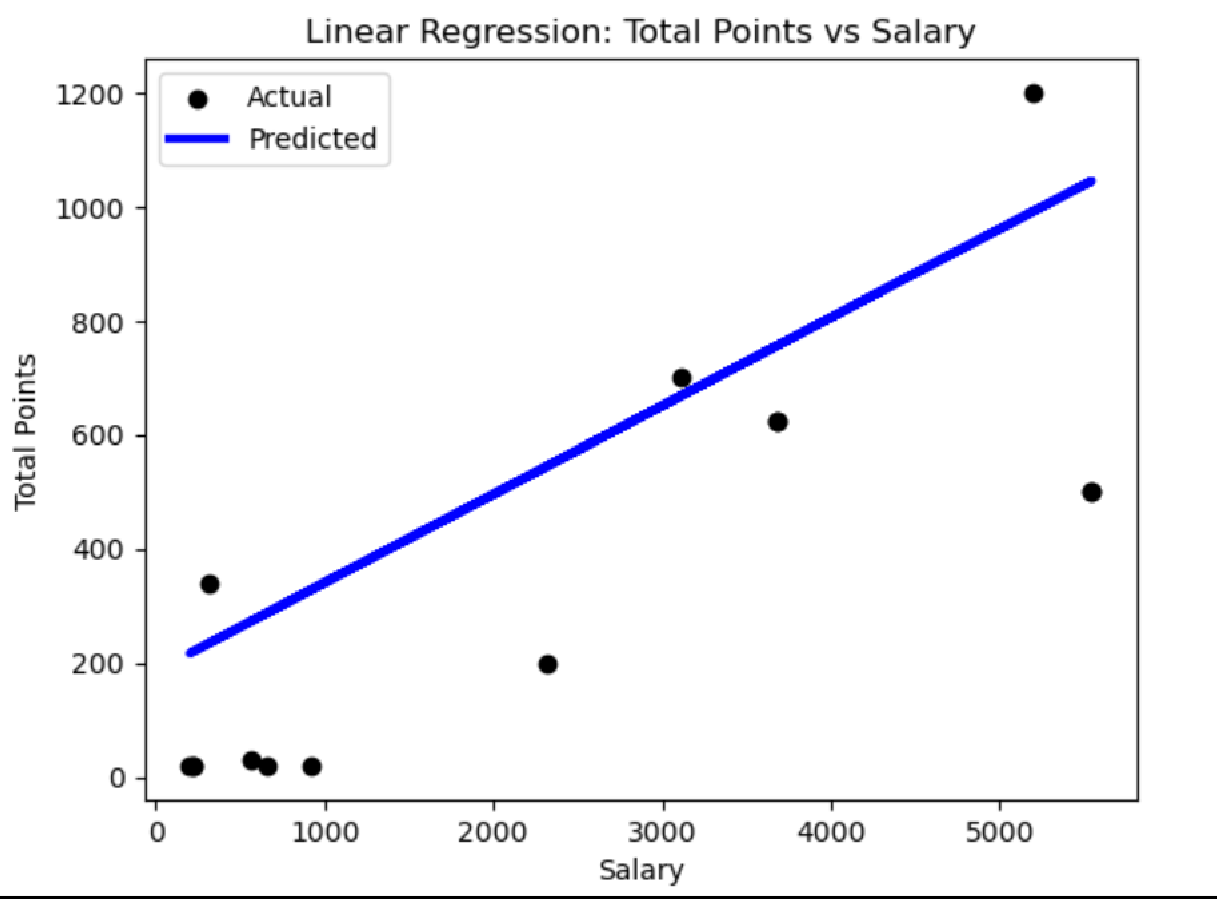 Linear Regression: Total Points vs Salary
Actual
Predicted
1200
1000
800
600
400
200
0
Total Points
0 1000 2000 3000 4000 5000
Salary